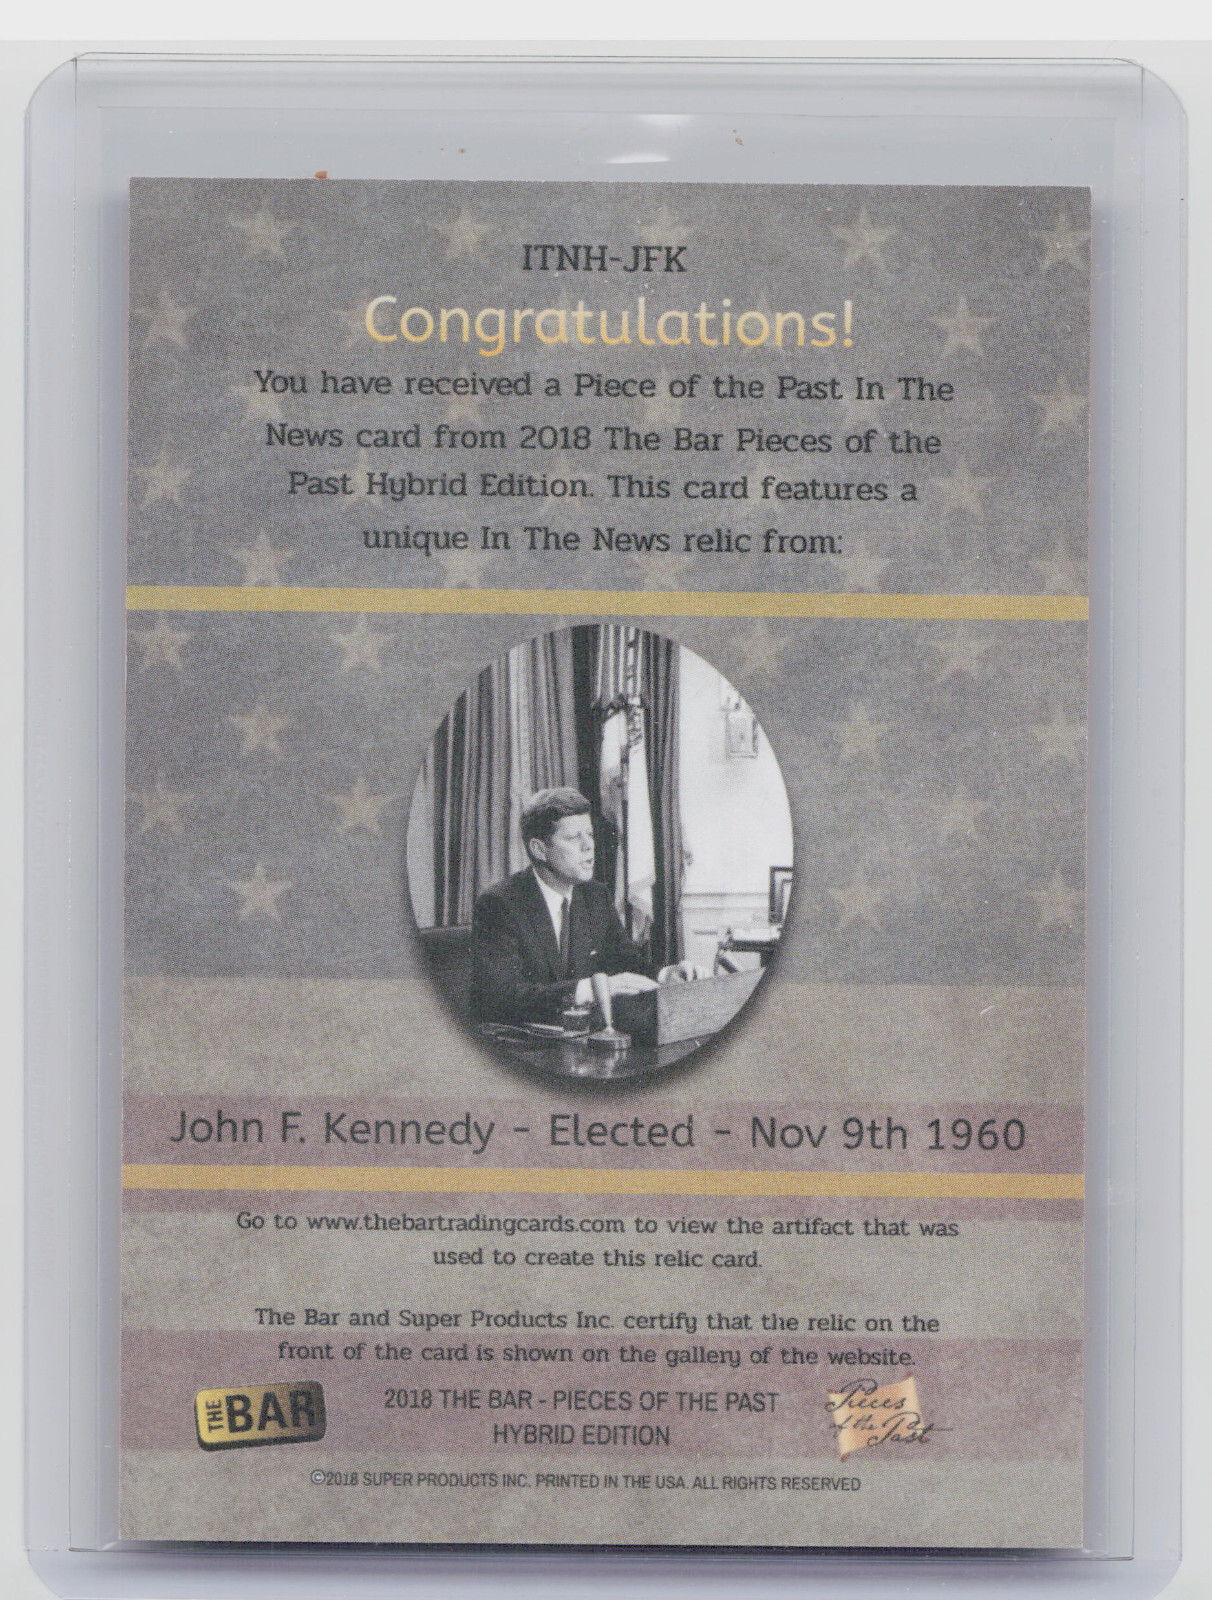 ITNH-JFK
Congratulations!
You have received a Piece of the Past In The
News card from 2018 The Bar Pieces of the
Past Hybrid Edition. This card features a
unique In The News relic from:
John F. Kennedy - Elected - Nov 9th 1960
Go to www.thebartradingcards.com to view the artifact that was
used to create this relic card.
The Bar and Super Products Inc. certify that the relic on the
front of the card is shown on the gallery of the website.
THE BAR
2018 THE BAR - PIECES OF THE PAST
HYBRID EDITION
Pieces
of the
Past
©2018 SUPER PRODUCTS INC. PRINTED IN THE USA. ALL RIGHTS RESERVED